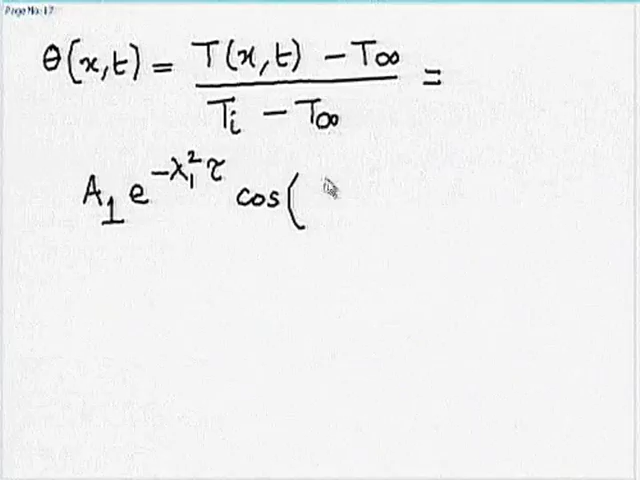 Page No: 17
θ(x,t) = T(x,t) - T∞ / Ti - T∞ =
A₁ e^{-λ₁²τ} cos(